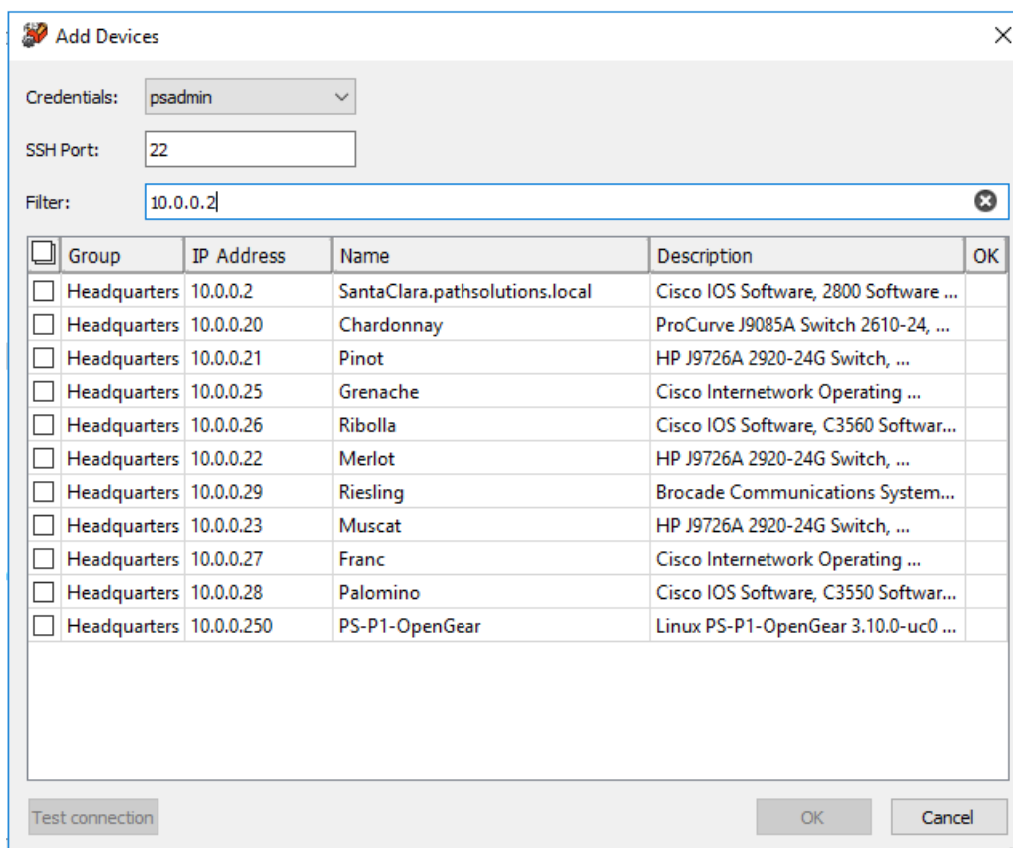 Add Devices
Credentials: psadmin
SSH Port: 22
Filter: 10.0.0.2
Group IP Address Name Description OK
Headquarters 10.0.0.2 SantaClara.pathsolutions.local Cisco IOS Software, 2800 Software ...
Headquarters 10.0.0.20 Chardonnay ProCurve J9085A Switch 2610-24, ...
Headquarters 10.0.0.21 Pinot HP J9726A 2920-24G Switch, ...
Headquarters 10.0.0.25 Grenache Cisco Internetwork Operating ...
Headquarters 10.0.0.26 Ribolla Cisco IOS Software, C3560 Softwar...
Headquarters 10.0.0.22 Merlot HP J9726A 2920-24G Switch, ...
Headquarters 10.0.0.29 Riesling Brocade Communications System...
Headquarters 10.0.0.23 Muscat HP J9726A 2920-24G Switch, ...
Headquarters 10.0.0.27 Franc Cisco Internetwork Operating ...
Headquarters 10.0.0.28 Palomino Cisco IOS Software, C3550 Softwar...
Headquarters 10.0.0.250 PS-P1-OpenGear Linux PS-P1-OpenGear 3.10.0-uc0 ...
Test connection OK Cancel